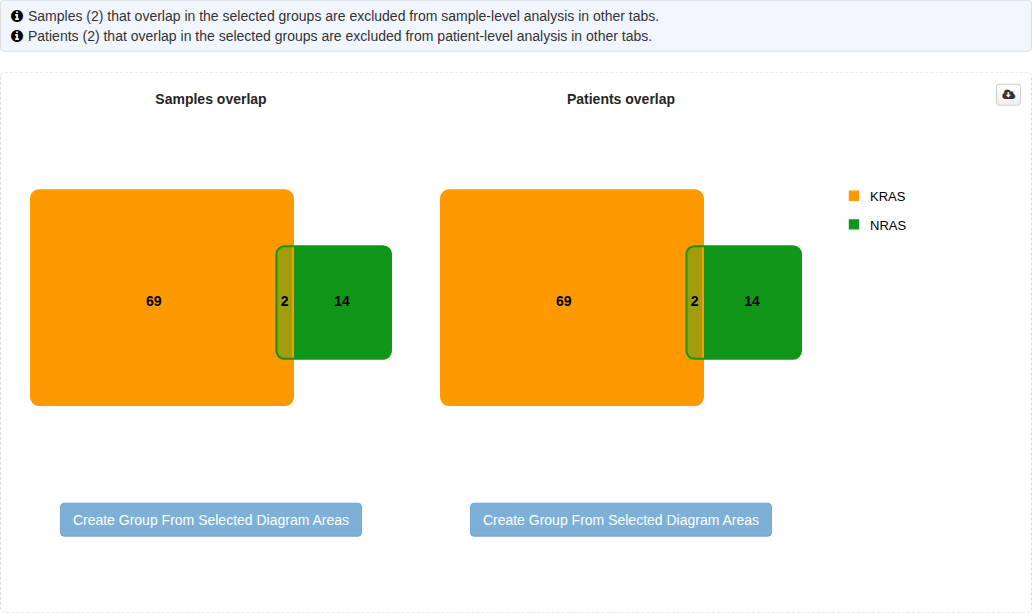 Samples (2) that overlap in the selected groups are excluded from sample-level analysis in other tabs.
Patients (2) that overlap in the selected groups are excluded from patient-level analysis in other tabs.
Samples overlap
Patients overlap
69
2
14
69
2
14
KRAS
NRAS
Create Group From Selected Diagram Areas
Create Group From Selected Diagram Areas